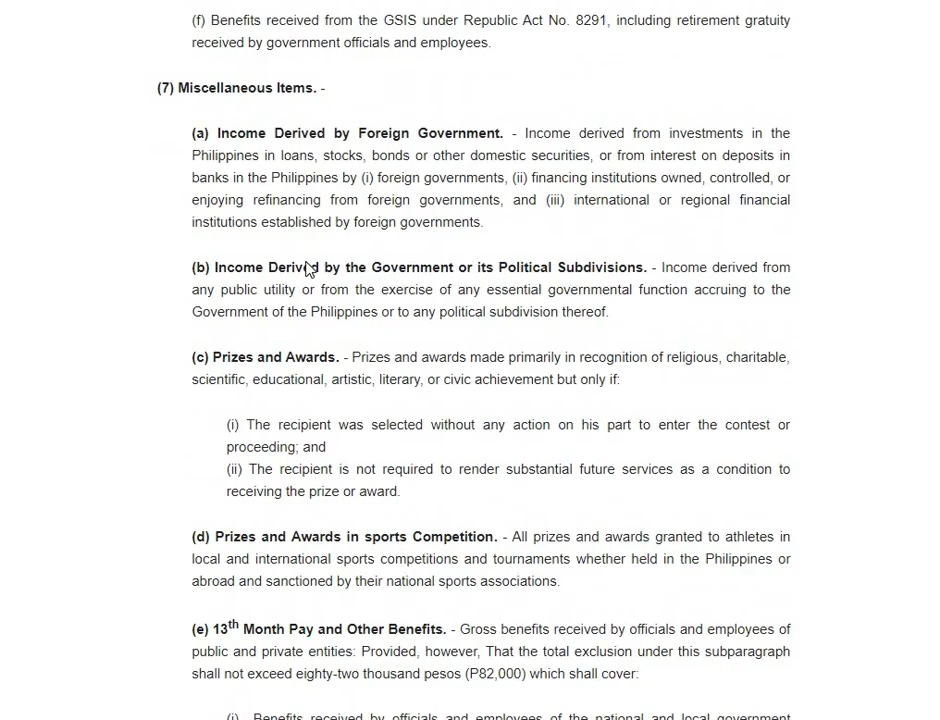 (f) Benefits received from the GSIS under Republic Act No. 8291, including retirement gratuity
received by government officials and employees.
(7) Miscellaneous Items. -
(a) Income Derived by Foreign Government. - Income derived from investments in the
Philippines in loans, stocks, bonds or other domestic securities, or from interest on deposits in
banks in the Philippines by (i) foreign governments, (ii) financing institutions owned, controlled, or
enjoying refinancing from foreign governments, and (iii) international or regional financial
institutions established by foreign governments.
(b) Income Derived by the Government or its Political Subdivisions. - Income derived from
any public utility or from the exercise of any essential governmental function accruing to the
Government of the Philippines or to any political subdivision thereof.
(c) Prizes and Awards. - Prizes and awards made primarily in recognition of religious, charitable,
scientific, educational, artistic, literary, or civic achievement but only if:
(i) The recipient was selected without any action on his part to enter the contest or
proceeding; and
(ii) The recipient is not required to render substantial future services as a condition to
receiving the prize or award.
(d) Prizes and Awards in sports Competition. - All prizes and awards granted to athletes in
local and international sports competitions and tournaments whether held in the Philippines or
abroad and sanctioned by their national sports associations.
(e) 13th Month Pay and Other Benefits. - Gross benefits received by officials and employees of
public and private entities: Provided, however, That the total exclusion under this subparagraph
shall not exceed eighty-two thousand pesos (P82,000) which shall cover:
(i) Benefits received by officials and employees of the national and local government